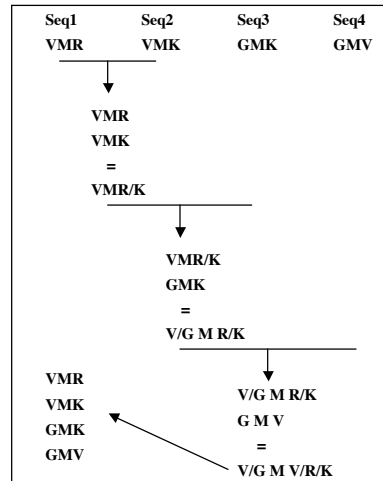 Seq1 Seq2 Seq3 Seq4
VMR VMK GMK GMV
VMR
VMK
=
VMR/K
VMR/K
GMK
=
V/G M R/K
VMR
VMK
GMK
GMV
V/G M R/K
G M V
=
V/G M V/R/K